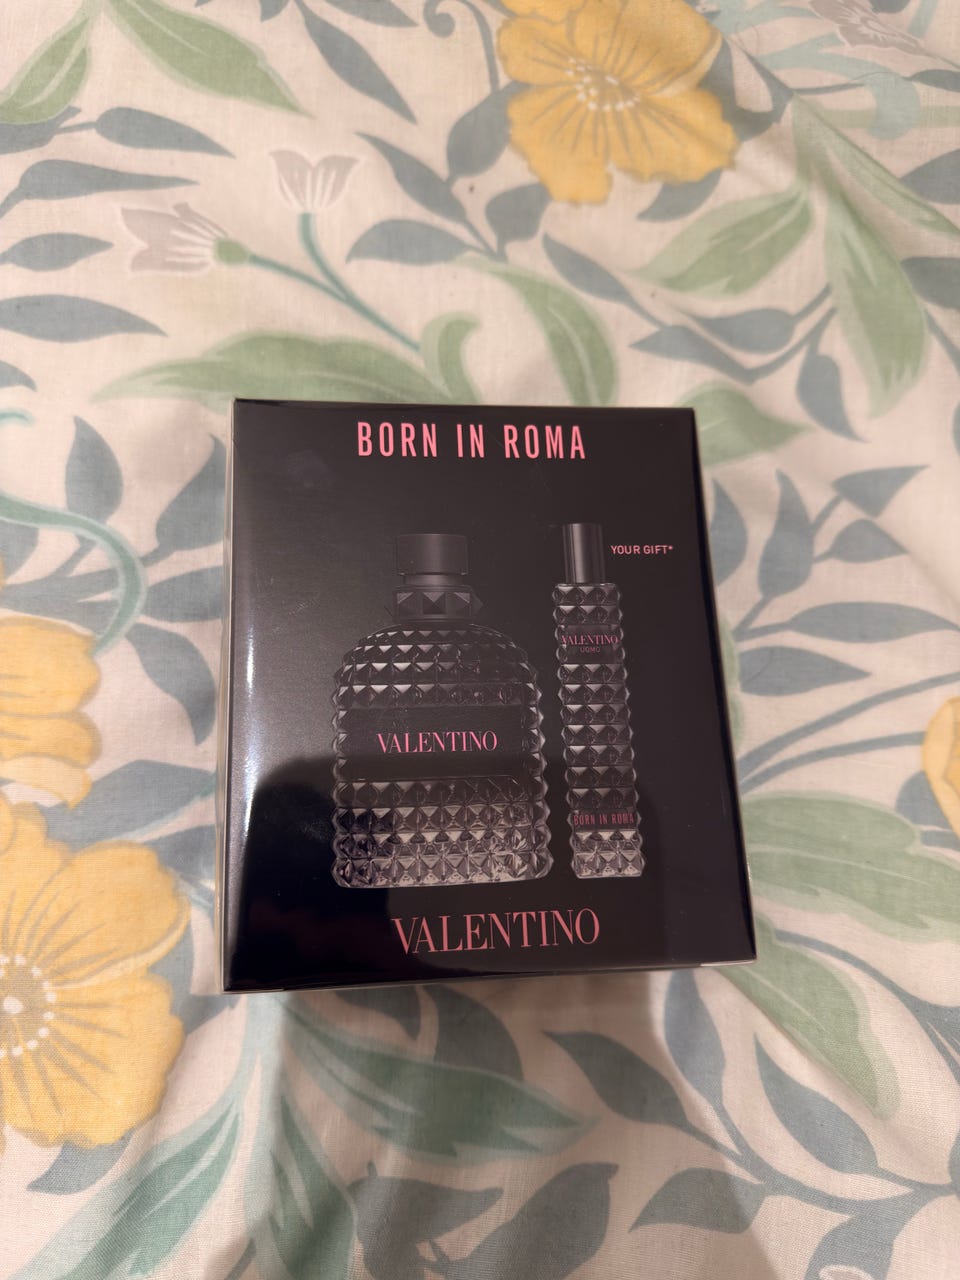 BORN IN ROMA
YOUR GIFT*
VALENTINO
UOMO
VALENTINO
BORN IN ROMA
VALENTINO